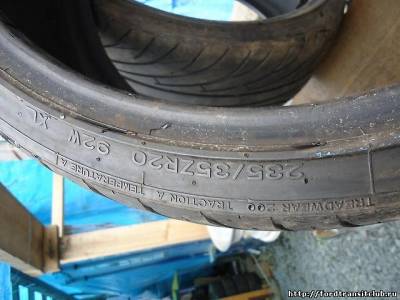 235/35ZR20 92W XL
TREADWEAR 200 TRACTION A TEMPERATURE A
http://fordtransitclub.ru